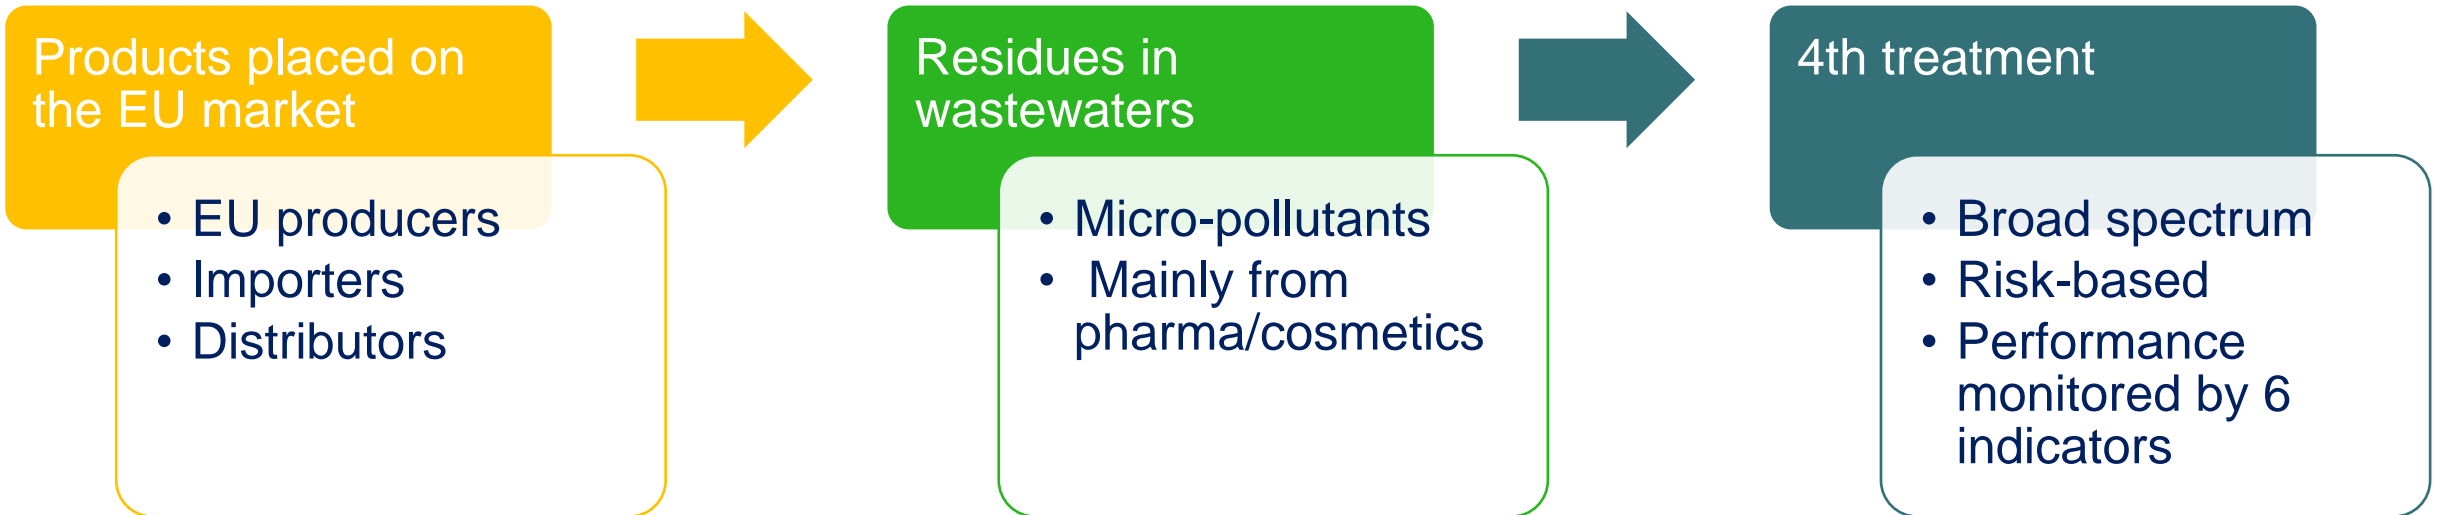 Products placed on
the EU market
• EU producers
• Importers
• Distributors
Residues in
wastewaters
• Micro-pollutants
• Mainly from
pharma/cosmetics
4th treatment
• Broad spectrum
• Risk-based
• Performance
monitored by 6
indicators